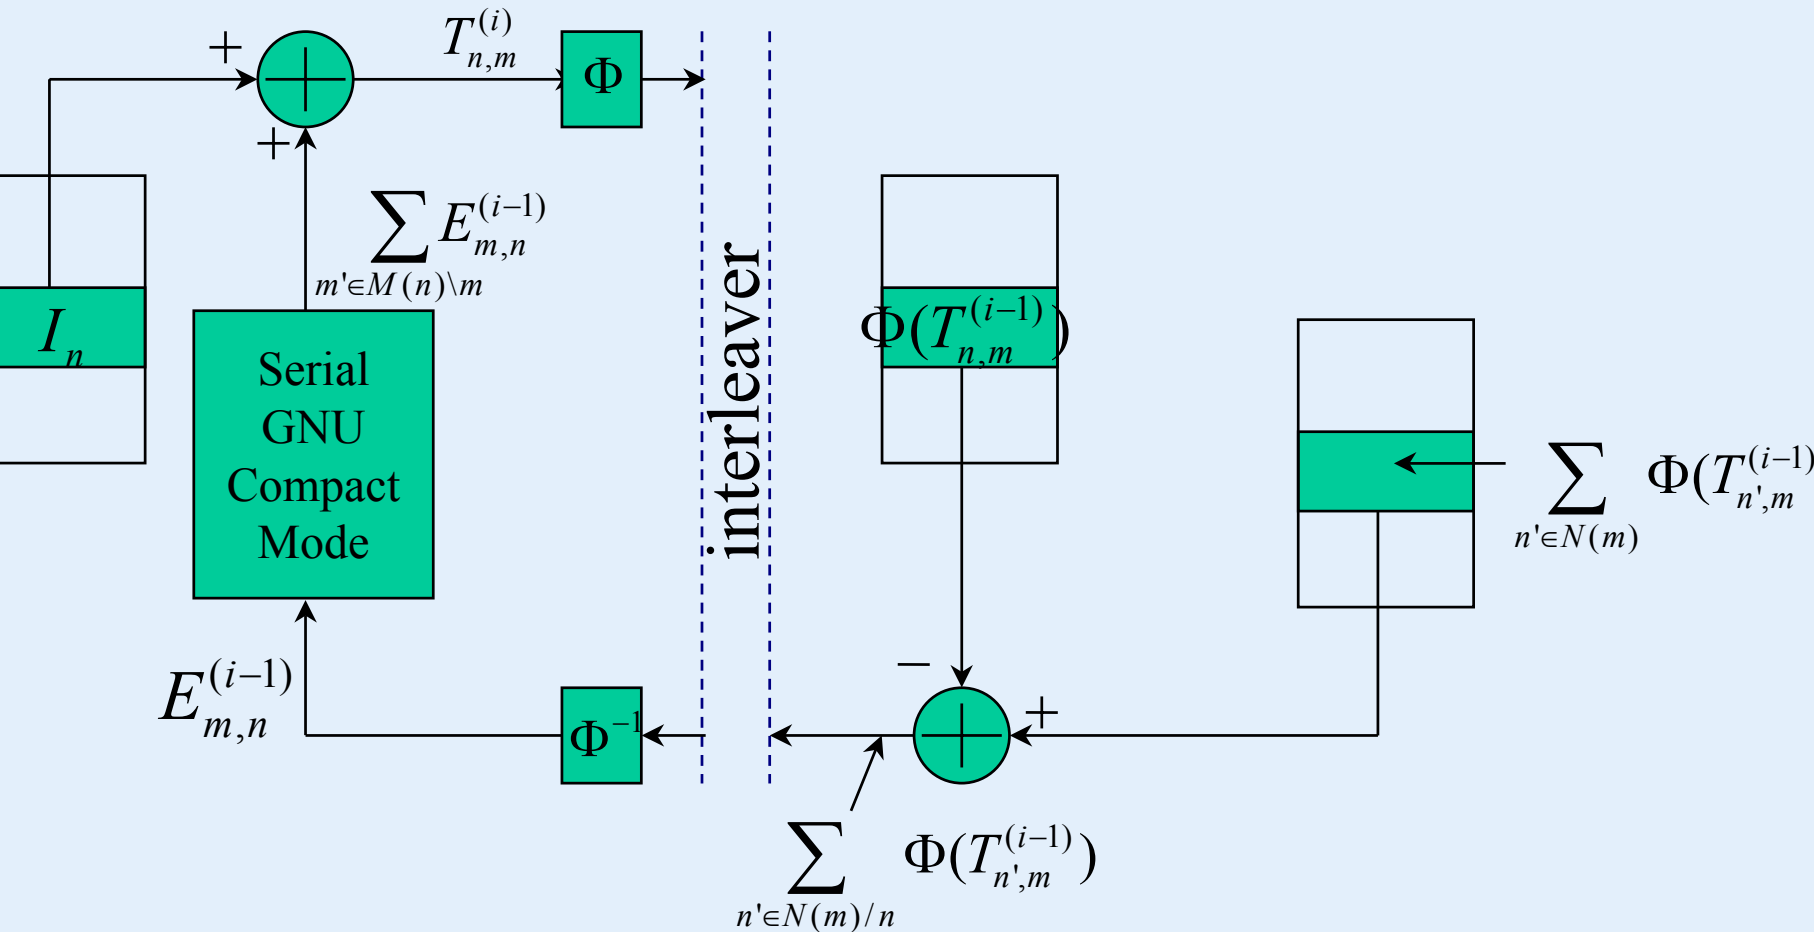 +
T_{n,m}^{(i)}
Φ
+
∑_{m'∈M(n)\m} E_{m,n}^{(i−1)}
I_n
Serial
GNU
Compact
Mode
interleaver
Φ(T_{n,m}^{(i−1)})
∑_{n'∈N(m)} Φ(T_{n',m}^{(i−1)}
E_{m,n}^{(i−1)}
Φ^{−1}
−
+
∑_{n'∈N(m)/n} Φ(T_{n',m}^{(i−1)})